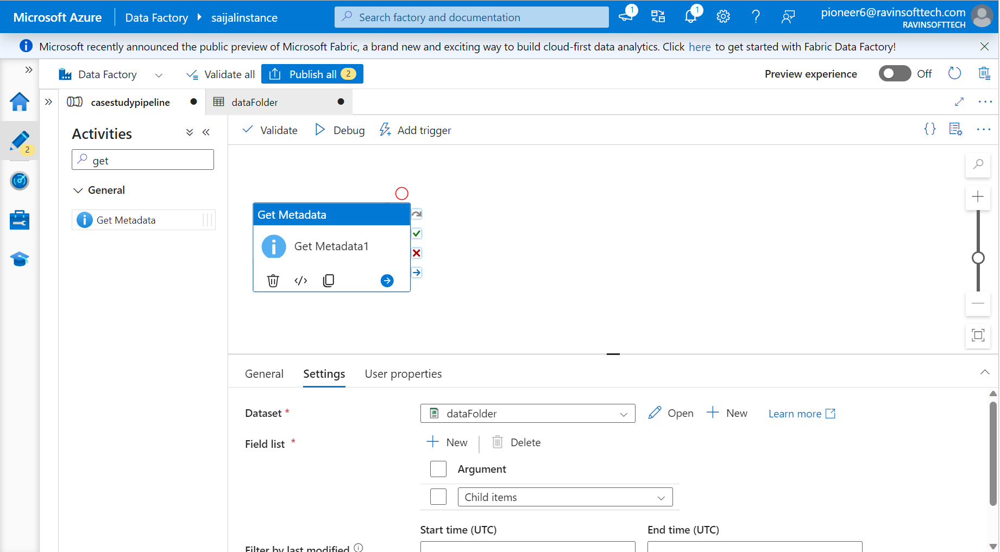 Microsoft Azure
Data Factory
saijalinstance
Search factory and documentation
1
1
pioneer6@ravinsofttech.com
RAVINSOFTTECH
Microsoft recently announced the public preview of Microsoft Fabric, a brand new and exciting way to build cloud-first data analytics. Click here to get started with Fabric Data Factory!
Data Factory
Validate all
Publish all 2
Preview experience
Off
casestudypipeline
dataFolder
2
Activities
get
General
Get Metadata
Validate
Debug
Add trigger
Get Metadata
Get Metadata1
General
Settings
User properties
Dataset *
dataFolder
Open
New
Learn more
Field list *
New
Delete
Argument
Child items
Start time (UTC)
End time (UTC)
Filter by last modified